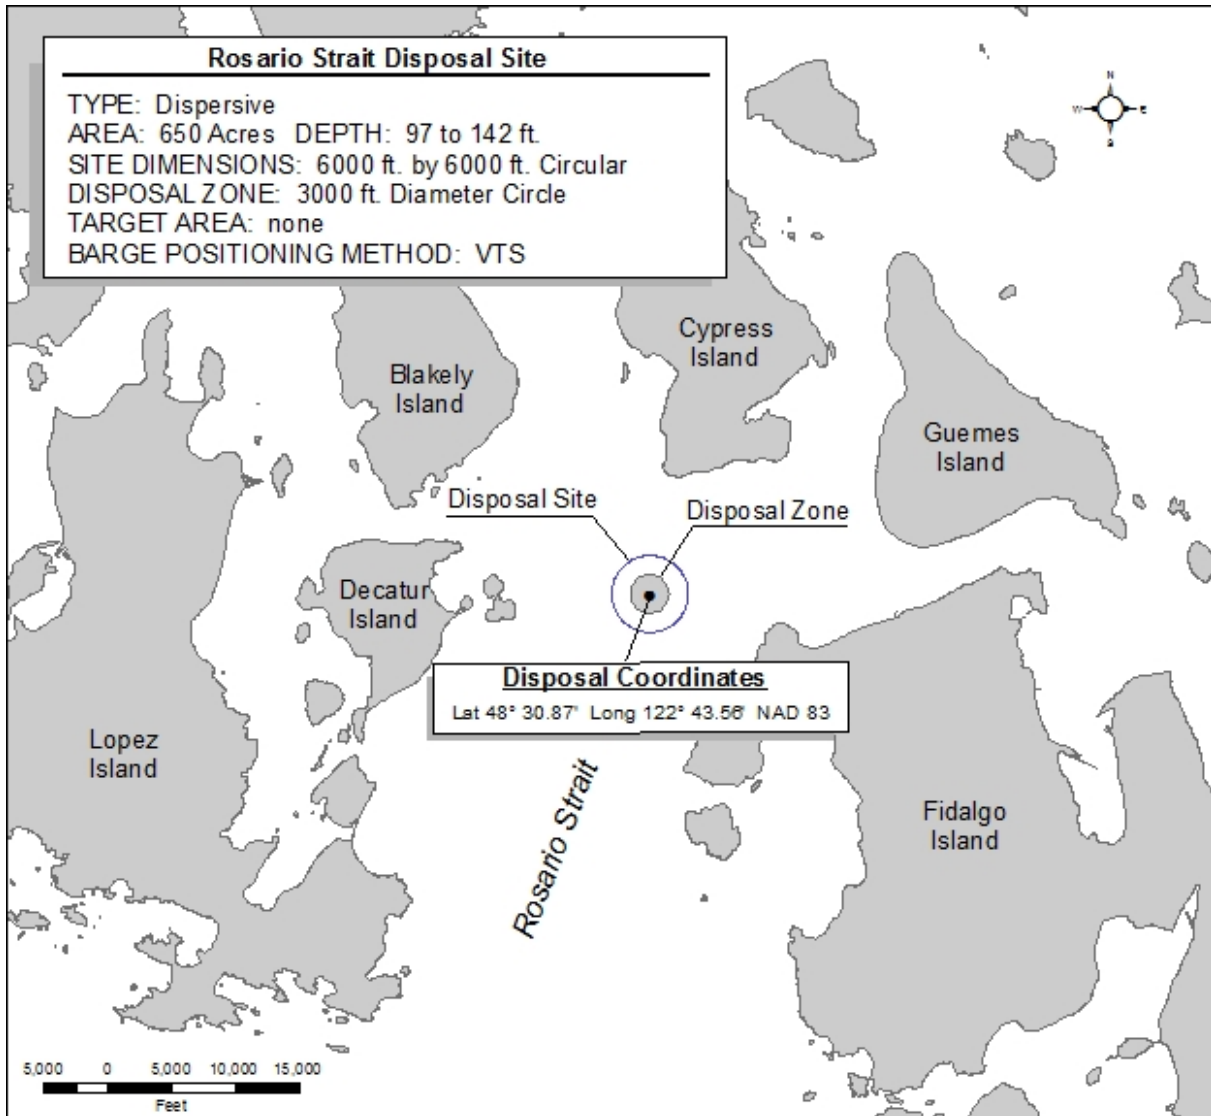 Rosario Strait Disposal Site
TYPE: Dispersive
AREA: 650 Acres DEPTH: 97 to 142 ft.
SITE DIMENSIONS: 6000 ft. by 6000 ft. Circular
DISPOSAL ZONE: 3000 ft. Diameter Circle
TARGET AREA: none
BARGE POSITIONING METHOD: VTS
N
W
E
S
Cypress
Island
Blakely
Island
Guemes
Island
Disposal Site
Disposal Zone
Decatur
Island
Disposal Coordinates
Lat 48° 30.87' Long 122° 43.56' NAD 83
Lopez
Island
Rosario Strait
Fidalgo
Island
5,000 0 5,000 10,000 15,000
Feet